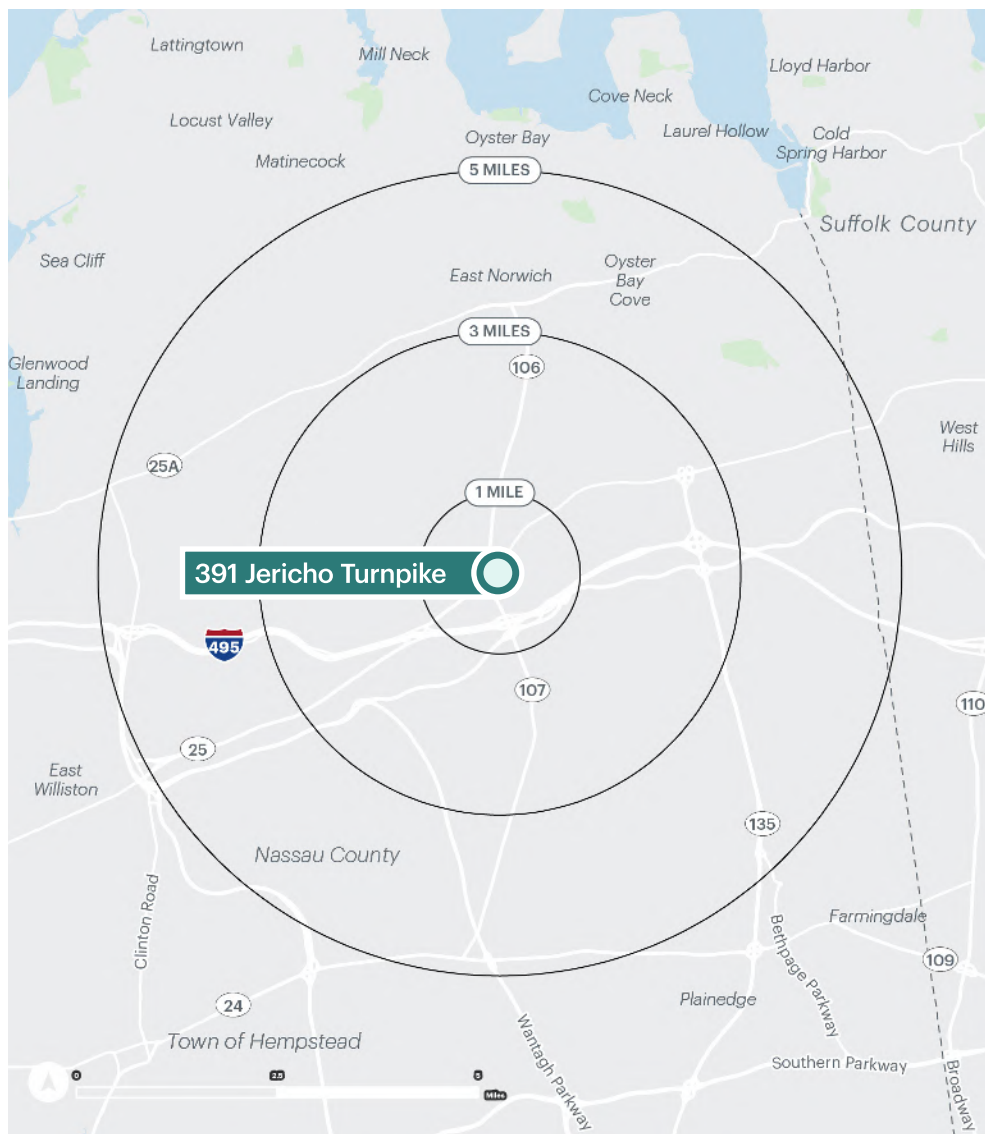 Lattingtown
Mill Neck
Lloyd Harbor
Cove Neck
Locust Valley
Laurel Hollow
Cold
Spring Harbor
Oyster Bay
Matinecock
5 MILES
Suffolk County
Sea Cliff
East Norwich
Oyster
Bay
Cove
3 MILES
Glenwood
Landing
106
West
Hills
25A
1 MILE
391 Jericho Turnpike
495
107
110
25
East
Williston
135
Nassau County
Clinton Road
Farmingdale
Bethpage Parkway
109
Plainedge
24
Wantagh Parkway
Town of Hempstead
Southern Parkway
Broadway
0
2.5
5
Miles